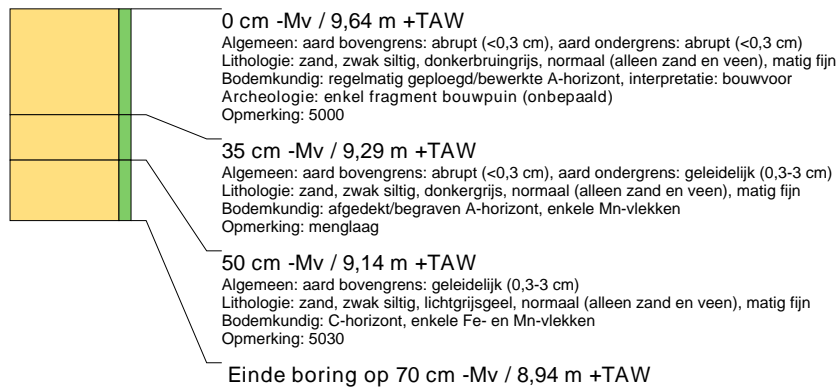 0 cm -Mv / 9,64 m +TAW
Algemeen: aard bovengrens: abrupt (<0,3 cm), aard ondergrens: abrupt (<0,3 cm)
Lithologie: zand, zwak siltig, donkerbruingrijs, normaal (alleen zand en veen), matig fijn
Bodemkundig: regelmatig geploegd/bewerkte A-horizont, interpretatie: bouwvoor
Archeologie: enkel fragment bouwpuin (onbepaald)
Opmerking: 5000
35 cm -Mv / 9,29 m +TAW
Algemeen: aard bovengrens: abrupt (<0,3 cm), aard ondergrens: geleidelijk (0,3-3 cm)
Lithologie: zand, zwak siltig, donkergrijs, normaal (alleen zand en veen), matig fijn
Bodemkundig: afgedekt/begraven A-horizont, enkele Mn-vlekken
Opmerking: menglaag
50 cm -Mv / 9,14 m +TAW
Algemeen: aard bovengrens: geleidelijk (0,3-3 cm)
Lithologie: zand, zwak siltig, lichtgrijsgeel, normaal (alleen zand en veen), matig fijn
Bodemkundig: C-horizont, enkele Fe- en Mn-vlekken
Opmerking: 5030
Einde boring op 70 cm -Mv / 8,94 m +TAW